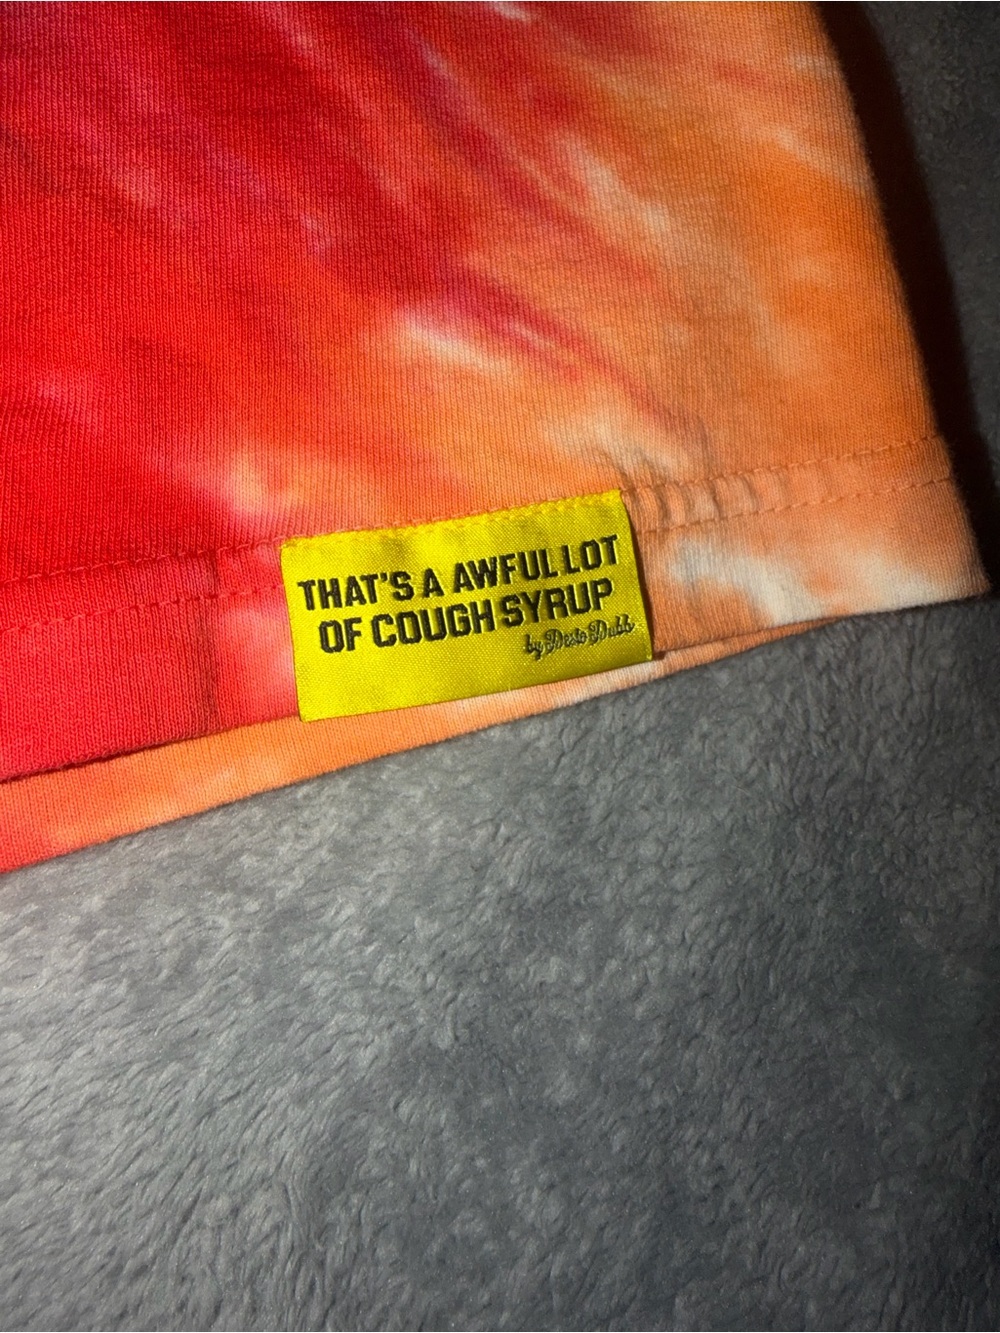 THAT'S A AWFUL LOT
OF COUGH SYRUP
by Desto Dubb